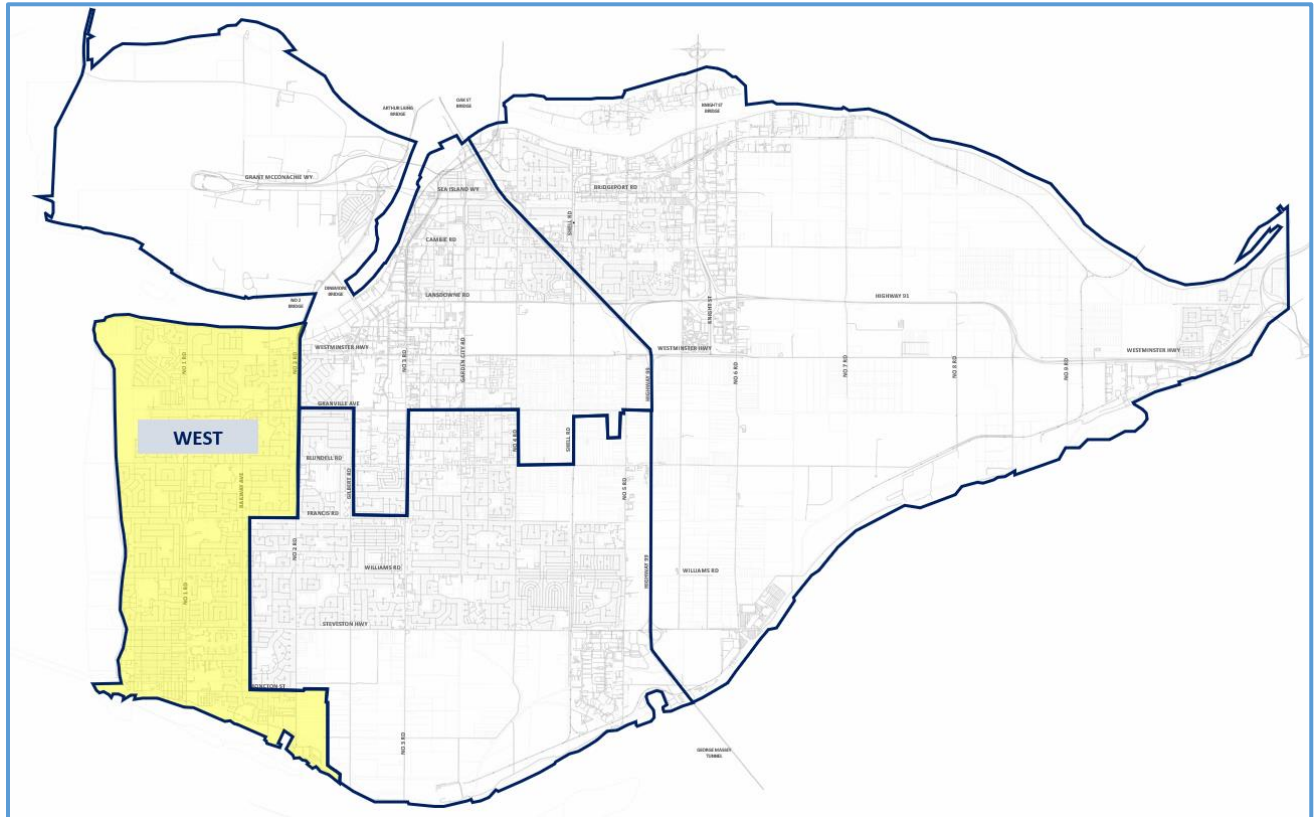 OAK ST
BRIDGE
ARTHUR LAING
BRIDGE
KNIGHT ST
BRIDGE
GRANT MCCONACHIE WY
SEA ISLAND WY
BRIDGEPORT RD
SHELL RD
CAMBIE RD
DINSMORE
BRIDGE
NO 2
BRIDGE
LANSDOWNE RD
HIGHWAY 91
KNIGHT ST
WESTMINSTER HWY
WESTMINSTER HWY
WESTMINSTER HWY
NO 1 RD
NO 2 RD
NO 3 RD
GARDEN CITY RD
HIGHWAY 99
NO 6 RD
NO 7 RD
NO 8 RD
NO 9 RD
GRANVILLE AVE
WEST
NO 4 RD
SHELL RD
BLUNDELL RD
GILBERT RD
RAILWAY AVE
NO 5 RD
FRANCIS RD
NO 2 RD
WILLIAMS RD
HIGHWAY 99
WILLIAMS RD
NO 1 RD
STEVESTON HWY
MONCTON ST
NO 3 RD
GEORGE MASSEY
TUNNEL